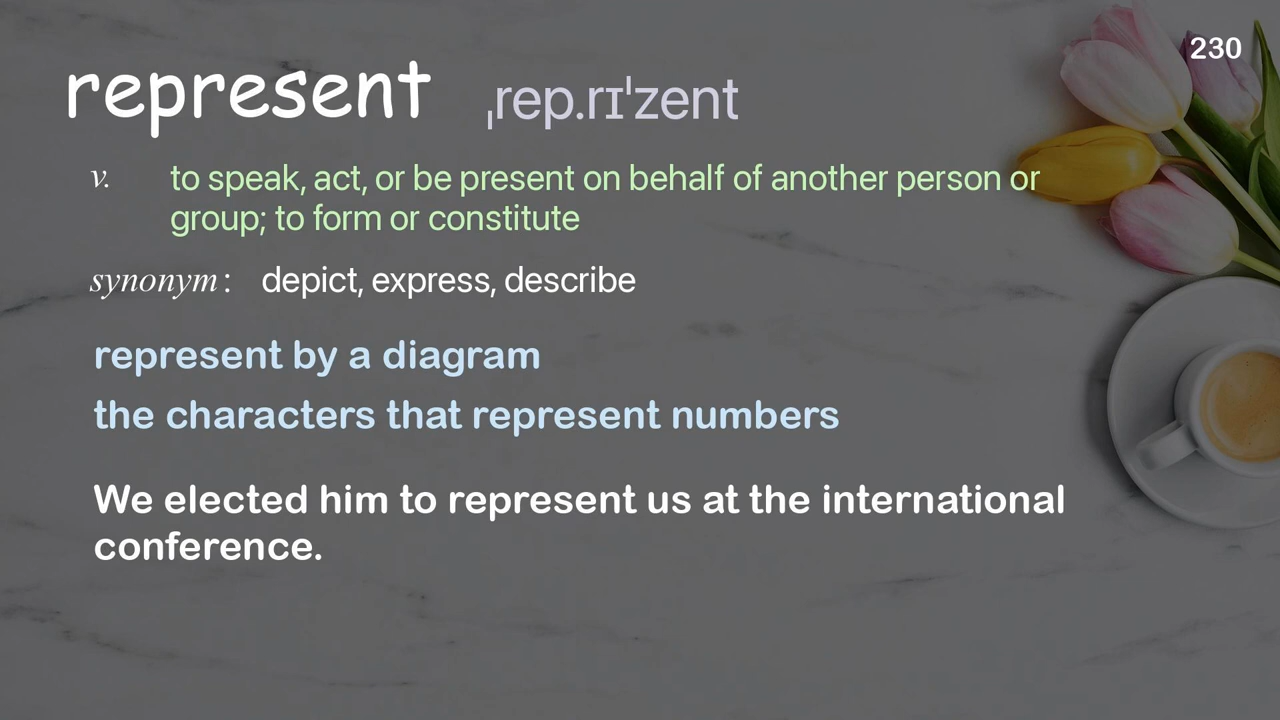 230
represent ˌrep.rɪˈzent
v. to speak, act, or be present on behalf of another person or
group; to form or constitute
synonym: depict, express, describe
represent by a diagram
the characters that represent numbers
We elected him to represent us at the international
conference.